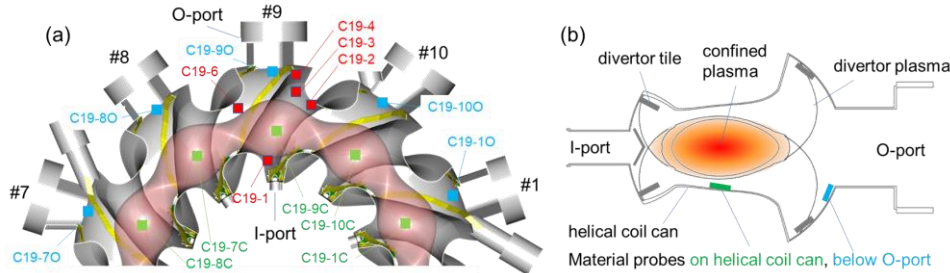 (a)
O-port
#9
C19-4
C19-3
C19-2
C19-9O
C19-6
#8
#10
C19-8O
C19-10O
C19-1O
#7
#1
C19-7O
C19-1
C19-9C
C19-10C
C19-7C
C19-8C
I-port
C19-1C
(b)
divertor tile
confined
plasma
divertor plasma
I-port
O-port
helical coil can
Material probes on helical coil can, below O-port